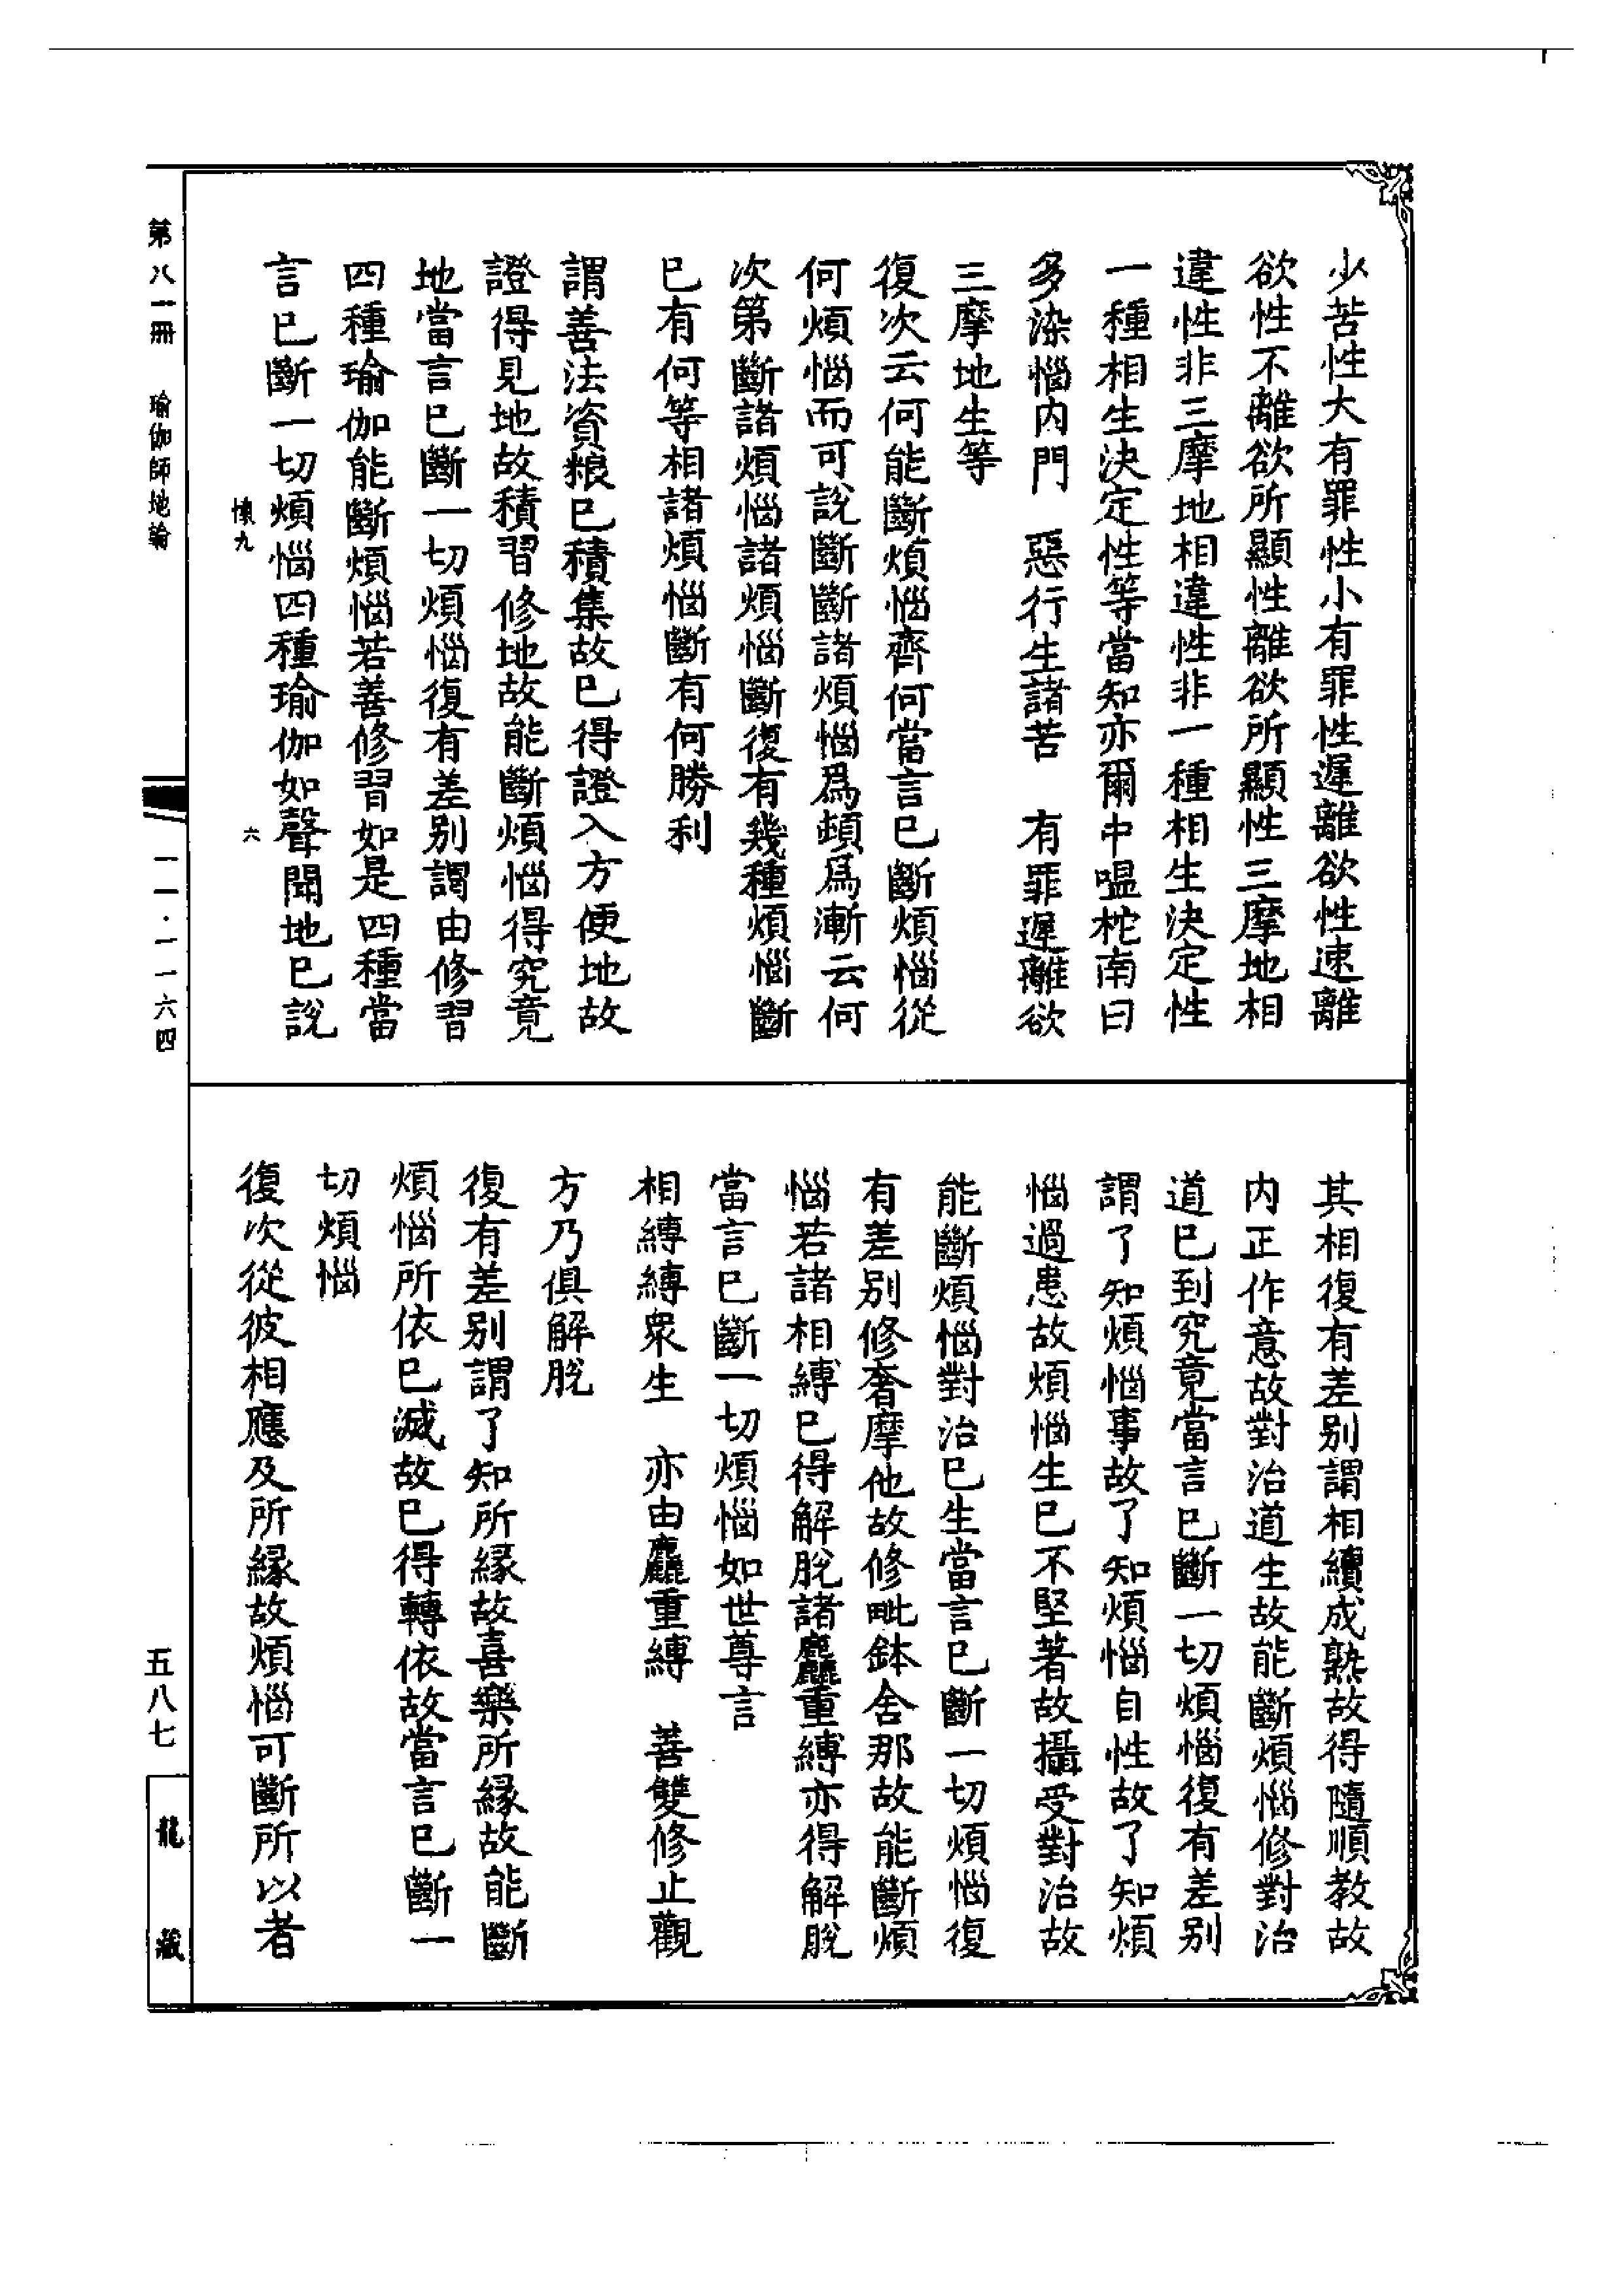 少苦性大有罪性小有罪性遲離欲性速離
欲性不離欲所顯性離欲所顯性三摩地相
違性非三摩地相違性非一種相生決定性
一種相生決定性等當知亦爾中嗢柁南曰
多染惱内門　惡行生諸苦　有罪遲離欲
三摩地生等
復次云何能斷煩惱齊何當言已斷煩惱從
何煩惱而可說斷斷諸煩惱爲頓爲漸云何
次第斷諸煩惱諸煩惱斷復有幾種煩惱斷
已有何等相諸煩惱斷有何勝利
謂善法資粮已積集故已得證入方便地故
證得見地故積習修地故能斷煩惱得究竟
地當言已斷一切煩惱復有差别謂由修習
四種瑜伽能斷煩惱若善修習如是四種當
言已斷一切煩惱四種瑜伽如聲聞地已說
懷九　六
其相復有差别謂相續成熟故得隨順教故
内正作意故對治道生故能斷煩惱修對治
道已到究竟當言已斷一切煩惱復有差别
謂了知煩惱事故了知煩惱自性故了知煩
惱過患故煩惱生已不堅著故攝受對治故
能斷煩惱對治已生當言已斷一切煩惱復
有差别修奢摩他故修毗鉢舍那故能斷煩
惱若諸相縛已得解脫諸麤重縛亦得解脫
當言已斷一切煩惱如世尊言
相縛縛衆生　亦由麤重縛　善雙修止觀
方乃俱解脫
復有差别謂了知所緣故喜樂所緣故能斷
煩惱所依已滅故已得轉依故當言已斷一
切煩惱
復次從彼相應及所緣故煩惱可斷所以者
第八一冊　瑜伽師地論　一一·一一六四　五八七　龍藏